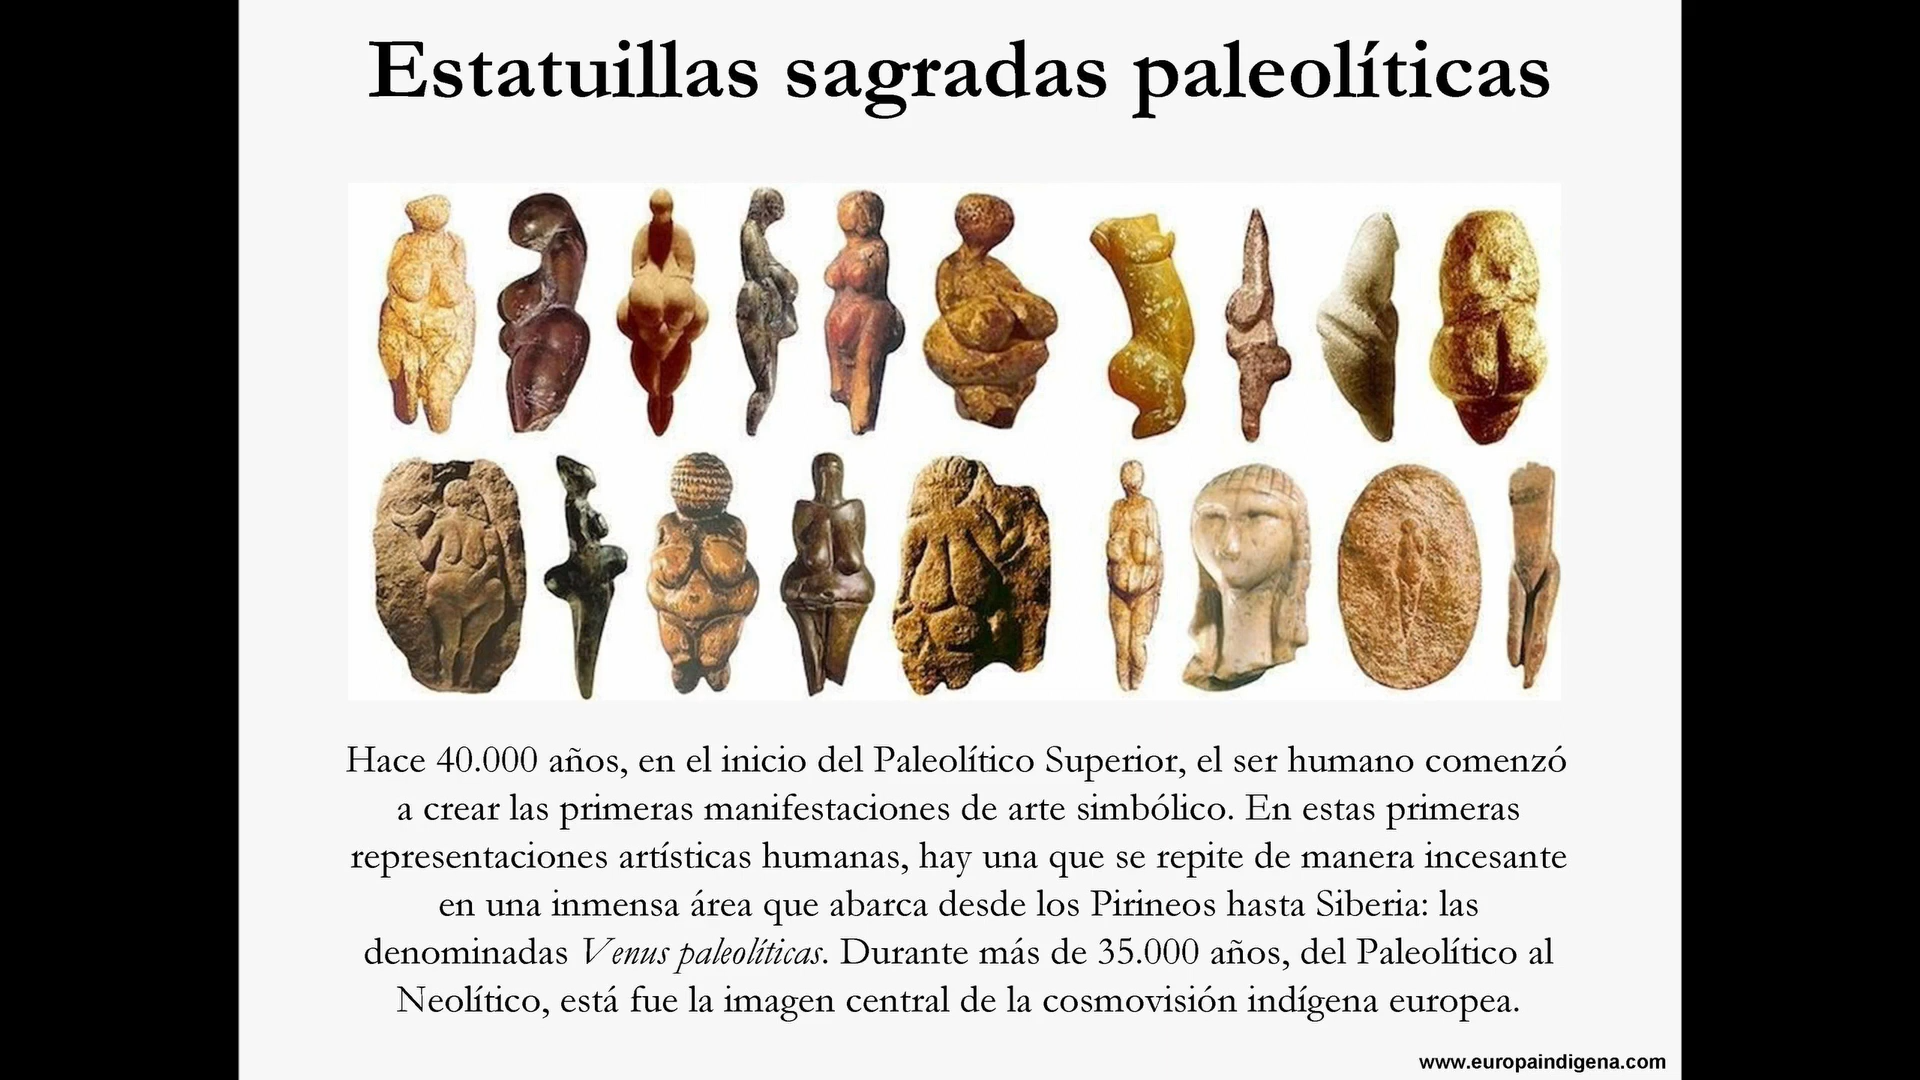 Estatuillas sagradas paleolíticas
Hace 40.000 años, en el inicio del Paleolítico Superior, el ser humano comenzó
a crear las primeras manifestaciones de arte simbólico. En estas primeras
representaciones artísticas humanas, hay una que se repite de manera incesante
en una inmensa área que abarca desde los Pirineos hasta Siberia: las
denominadas Venus paleolíticas. Durante más de 35.000 años, del Paleolítico al
Neolítico, está fue la imagen central de la cosmovisión indígena europea.
www.europaindigena.com